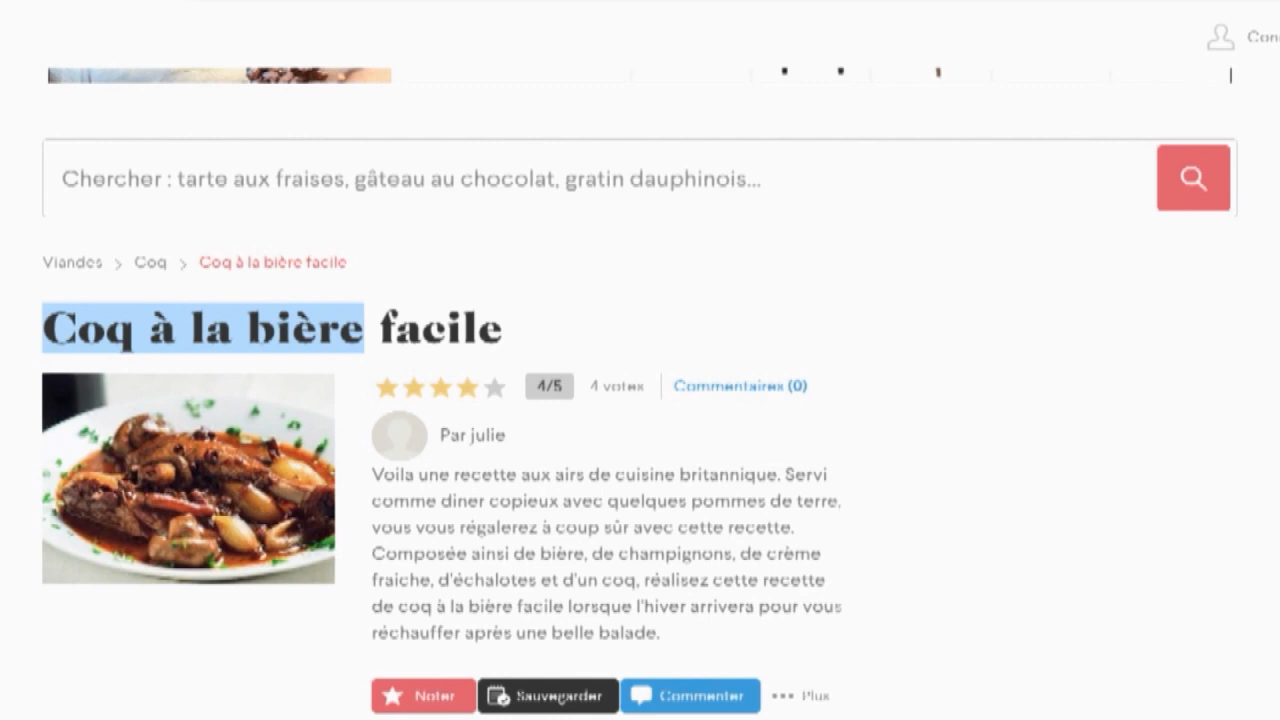 Chercher : tarte aux fraises, gâteau au chocolat, gratin dauphinois...
Viandes > Coq > Coq à la bière facile
Coq à la bière facile
4/5 4 votes Commentaires (0)
Par julie
Voila une recette aux airs de cuisine britannique. Servi
comme diner copieux avec quelques pommes de terre,
vous vous régalerez à coup sûr avec cette recette.
Composée ainsi de bière, de champignons, de crème
fraiche, d'échalotes et d'un coq, réalisez cette recette
de coq à la bière facile lorsque l'hiver arrivera pour vous
réchauffer après une belle balade.
Noter Sauvegarder Commenter ••• Plus